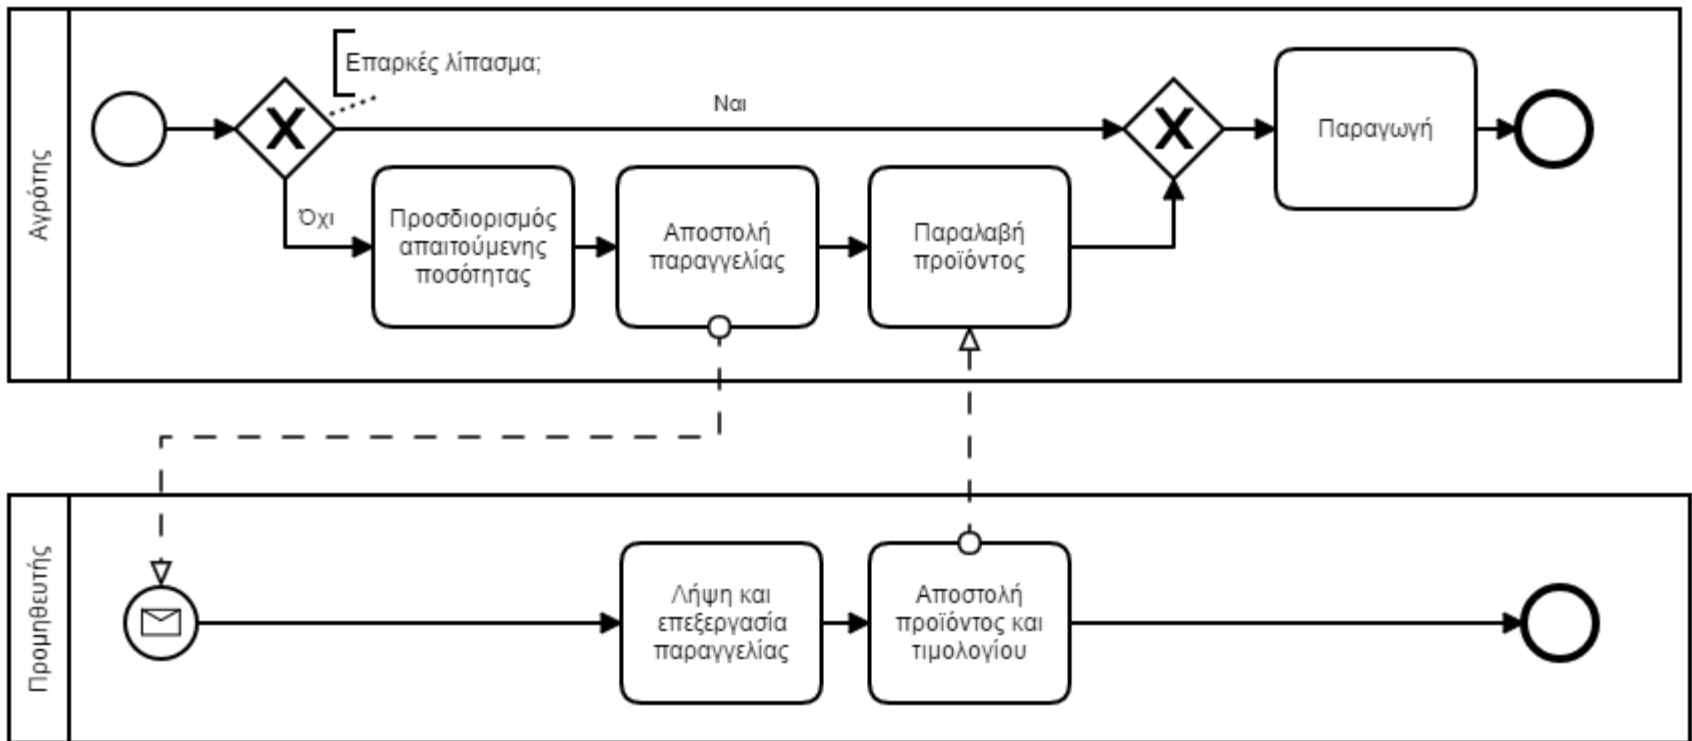 Αγρότης
Επαρκές λίπασμα;
Ναι
Όχι
Προσδιορισμός
απαιτούμενης
ποσότητας
Αποστολή
παραγγελίας
Παραλαβή
προϊόντος
Παραγωγή
Προμηθευτής
Λήψη και
επεξεργασία
παραγγελίας
Αποστολή
προϊόντος και
τιμολογίου